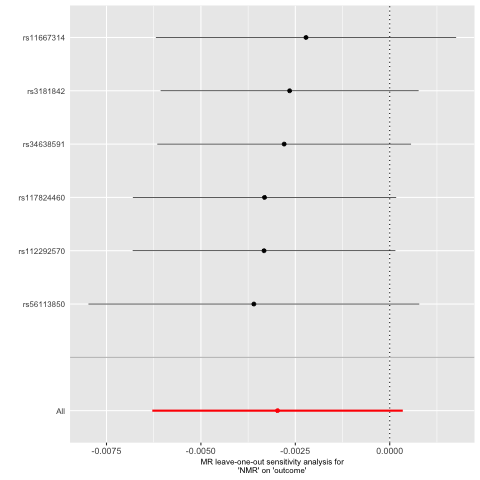 rs11667314
rs3181842
rs34638591
rs117824460
rs112292570
rs56113850
All
-0.0075 -0.0050 -0.0025 0.0000
MR leave-one-out sensitivity analysis for
'NMR' on 'outcome'